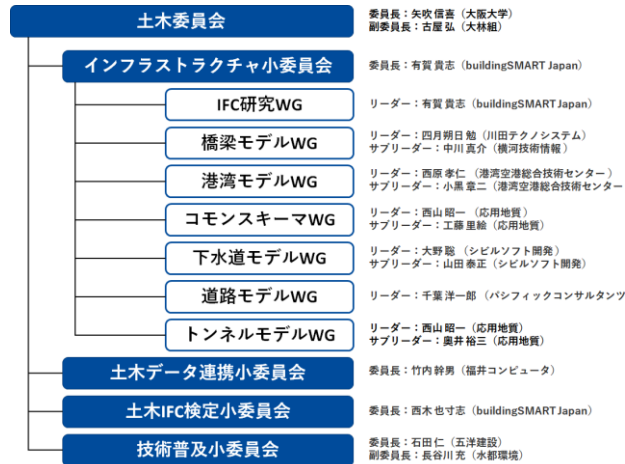 土木委員会
委員長：矢吹 信喜（大阪大学）
副委員長：古屋 弘（大林組）
インフラストラクチャ小委員会
委員長：有賀 貴志（buildingSMART Japan）
IFC研究WG
リーダー：有賀 貴志（buildingSMART Japan）
橋梁モデルWG
リーダー：四月朔日 勉（川田テクノシステム）
サブリーダー：中川 真介（横河技術情報）
港湾モデルWG
リーダー：西原 孝仁（港湾空港総合技術センター）
サブリーダー：小黒 章二（港湾空港総合技術センター
コモンスキーマWG
リーダー：西山 昭一（応用地質）
サブリーダー：工藤 里絵（応用地質）
下水道モデルWG
リーダー：大野 聡（シビルソフト開発）
サブリーダー：山田 泰正（シビルソフト開発）
道路モデルWG
リーダー：千葉 洋一郎（パシフィックコンサルタンツ
トンネルモデルWG
リーダー：西山 昭一（応用地質）
サブリーダー：奥井 裕三（応用地質）
土木データ連携小委員会
委員長：竹内 幹男（福井コンピュータ）
土木IFC検定小委員会
委員長：西木 也寸志（buildingSMART Japan）
技術普及小委員会
委員長：石田 仁（五洋建設）
副委員長：長谷川 充（水都環境）